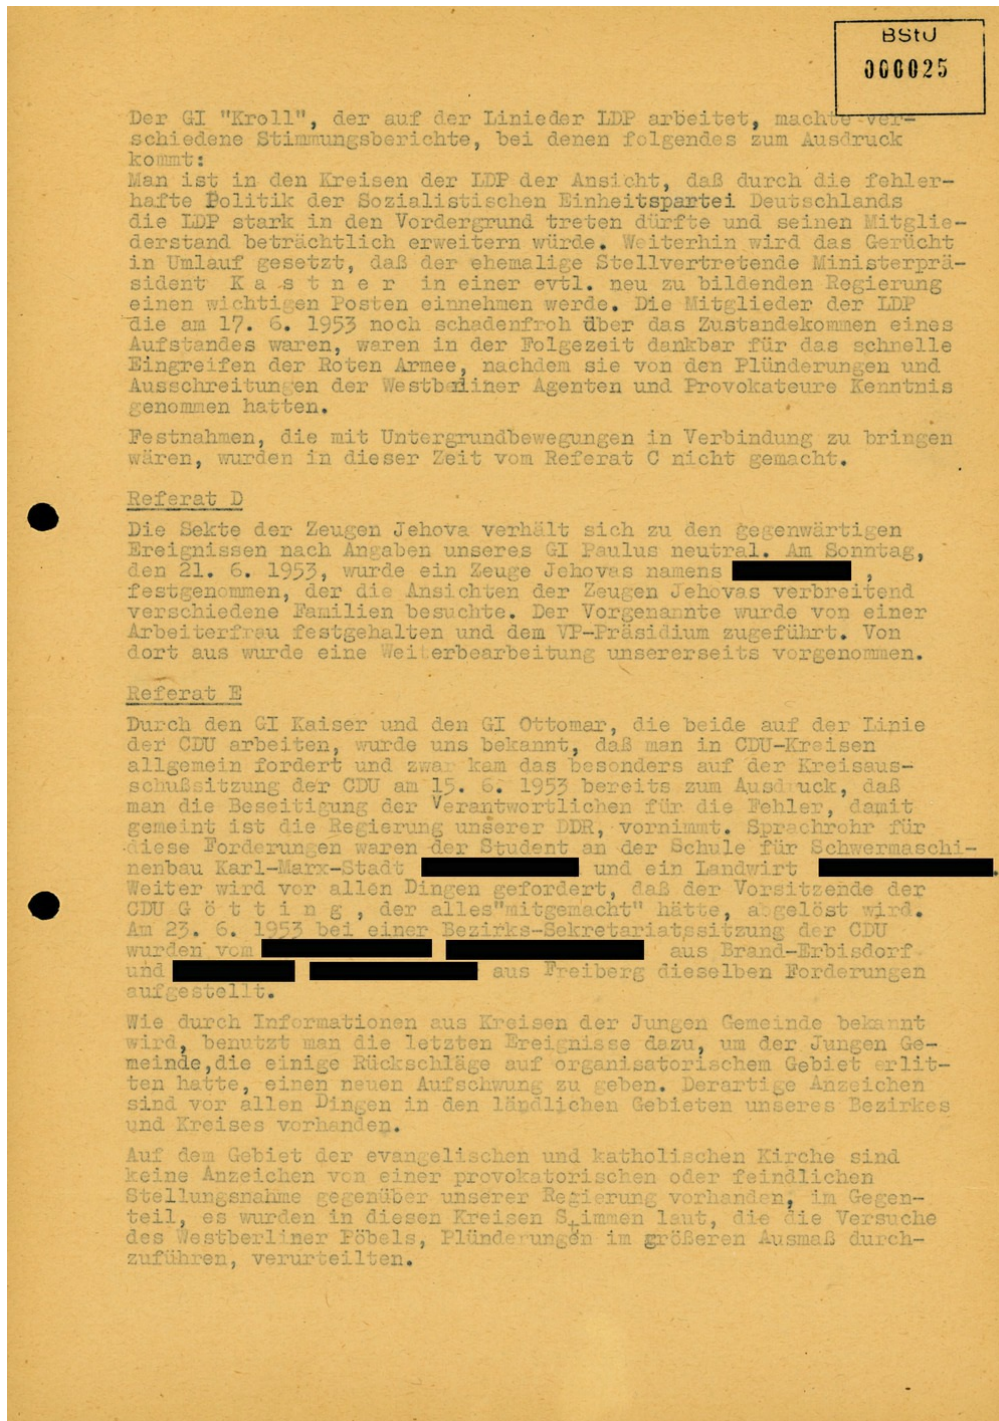 BStU
000025
Der GI "Kroll", der auf der Linieder LDP arbeitet, machte ver-
schiedene Stimmungsberichte, bei denen folgendes zum Ausdruck
kommt:
Man ist in den Kreisen der LDP der Ansicht, daß durch die fehler-
hafte Politik der Sozialistischen Einheitspartei Deutschlands
die LDP stark in den Vordergrund treten dürfte und seinen Mitglie-
derstand beträchtlich erweitern würde. Weiterhin wird das Gerücht
in Umlauf gesetzt, daß der ehemalige Stellvertretende Ministerprä-
sident K a s t n e r in einer evtl. neu zu bildenden Regierung
einen wichtigen Posten einnehmen werde. Die Mitglieder der LDP
die am 17. 6. 1953 noch schadenfroh über das Zustandekommen eines
Aufstandes waren, waren in der Folgezeit dankbar für das schnelle
Eingreifen der Roten Armee, nachdem sie von den Plünderungen und
Ausschreitungen der Westberliner Agenten und Provokateure Kenntnis
genommen hatten.
Festnahmen, die mit Untergrundbewegungen in Verbindung zu bringen
wären, wurden in dieser Zeit vom Referat C nicht gemacht.
Referat D
Die Sekte der Zeugen Jehova verhält sich zu den gegenwärtigen
Ereignissen nach Angaben unseres GI Paulus neutral. Am Sonntag,
den 21. 6. 1953, wurde ein Zeuge Jehovas namens ,
festgenommen, der die Ansichten der Zeugen Jehovas verbreitend
verschiedene Familien besuchte. Der Vorgenannte wurde von einer
Arbeiterfrau festgehalten und dem VP-Präsidium zugeführt. Von
dort aus wurde eine Weiterbearbeitung unsererseits vorgenommen.
Referat E
Durch den GI Kaiser und den GI Ottomar, die beide auf der Linie
der CDU arbeiten, wurde uns bekannt, daß man in CDU-Kreisen
allgemein fordert und zwar kam das besonders auf der Kreisaus-
schußsitzung der CDU am 15. 6. 1953 bereits zum Ausdruck, daß
man die Beseitigung der Verantwortlichen für die Fehler, damit
gemeint ist die Regierung unserer DDR, vornimmt. Sprachrohr für
diese Forderungen waren der Student an der Schule für Schwermaschi-
nenbau Karl-Marx-Stadt und ein Landwirt .
Weiter wird vor allen Dingen gefordert, daß der Vorsitzende der
CDU G ö t t i n g , der alles"mitgemacht" hätte, abgelöst wird.
Am 23. 6. 1953 bei einer Bezirks-Sekretariatssitzung der CDU
wurden vom aus Brand-Erbisdorf
und aus Freiberg dieselben Forderungen
aufgestellt.
Wie durch Informationen aus Kreisen der Jungen Gemeinde bekannt
wird, benutzt man die letzten Ereignisse dazu, um der Jungen Ge-
meinde,die einige Rückschläge auf organisatorischem Gebiet erlit-
ten hatte, einen neuen Aufschwung zu geben. Derartige Anzeichen
sind vor allen Dingen in den ländlichen Gebieten unseres Bezirkes
und Kreises vorhanden.
Auf dem Gebiet der evangelischen und katholischen Kirche sind
keine Anzeichen von einer provokatorischen oder feindlichen
Stellungsnahme gegenüber unserer Regierung vorhanden, im Gegen-
teil, es wurden in diesen Kreisen Stimmen laut, die die Versuche
des Westberliner Pöbels, Plünderungen im größeren Ausmaß durch-
zuführen, verurteilten.